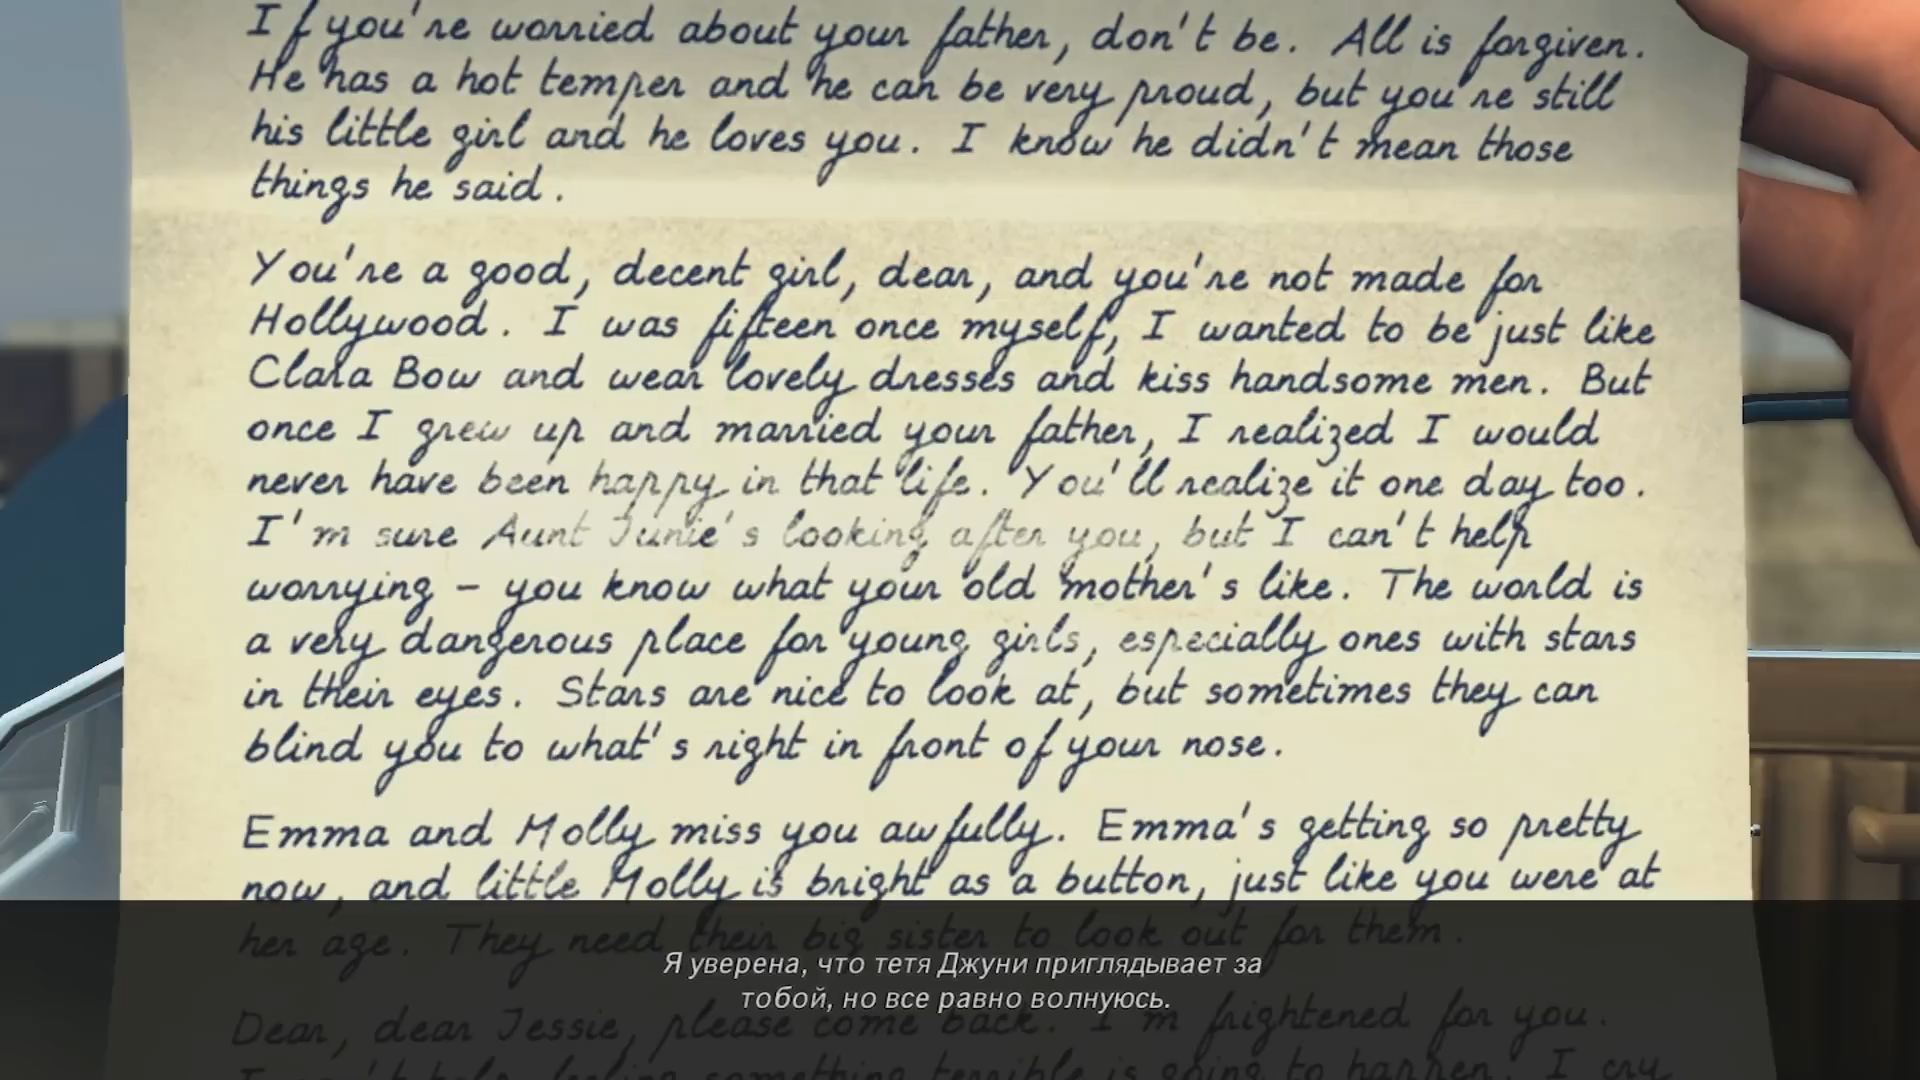 If you're worried about your father, don't be. All is forgiven.
He has a hot temper and he can be very proud, but you're still
his little girl and he loves you. I know he didn't mean those
things he said.
You're a good, decent girl, dear, and you're not made for
Hollywood. I was fifteen once myself, I wanted to be just like
Clara Bow and wear lovely dresses and kiss handsome men. But
once I grew up and married your father, I realized I would
never have been happy in that life. You'll realize it one day too.
I'm sure Aunt Junie's looking after you, but I can't help
worrying – you know what your old mother's like. The world is
a very dangerous place for young girls, especially ones with stars
in their eyes. Stars are nice to look at, but sometimes they can
blind you to what's right in front of your nose.
Emma and Molly miss you awfully. Emma's getting so pretty
now, and little Molly is bright as a button, just like you were at
her age. They need their big sister to look out for them.
Я уверена, что тетя Джуни приглядывает за
тобой, но все равно волнуюсь.
Dear, dear Jessie, please come back. I'm frightened for you.
I can't help feeling something terrible is going to happen. I cry